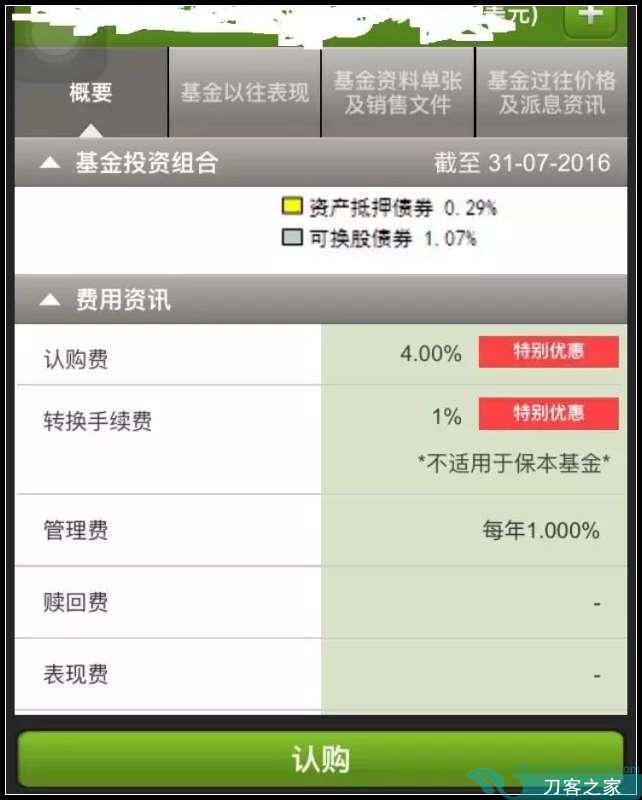 美元)
+
概要
基金以往表现
基金资料单张
及销售文件
基金过往价格
及派息资讯
基金投资组合
截至 31-07-2016
资产抵押债券 0.29%
可换股债券 1.07%
费用资讯
认购费
4.00%
特别优惠
转换手续费
1%
特别优惠
*不适用于保本基金*
管理费
每年1.000%
赎回费
-
表现费
-
认购
刀客之家